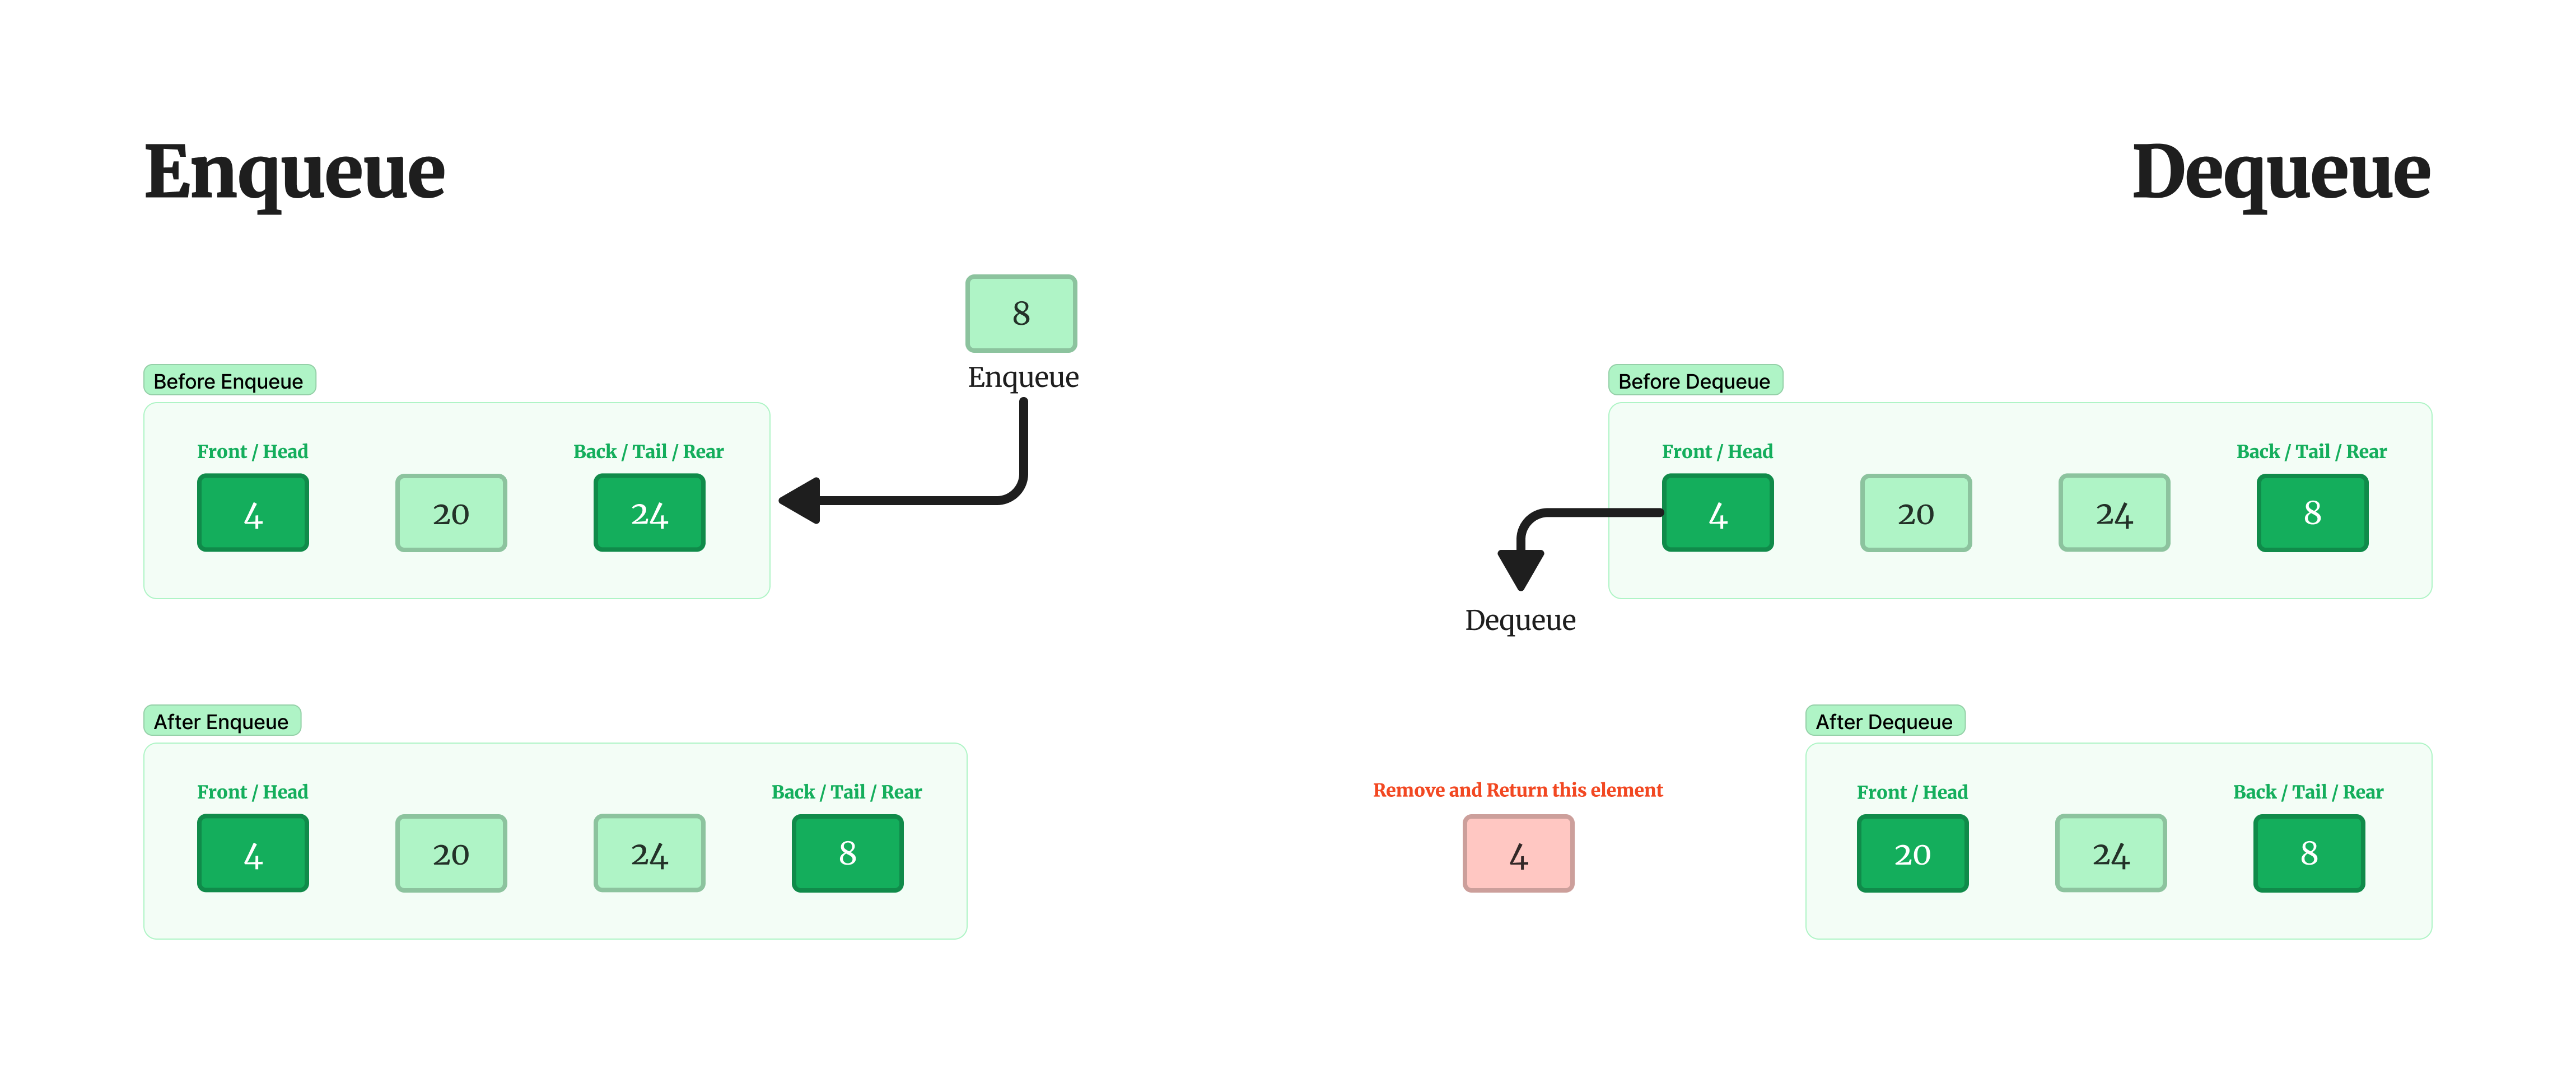 Enqueue
Dequeue
8
Enqueue
Before Enqueue
Front / Head
Back / Tail / Rear
4
20
24
Before Dequeue
Front / Head
Back / Tail / Rear
4
20
24
8
Dequeue
After Enqueue
Front / Head
Back / Tail / Rear
4
20
24
8
Remove and Return this element
4
After Dequeue
Front / Head
Back / Tail / Rear
20
24
8